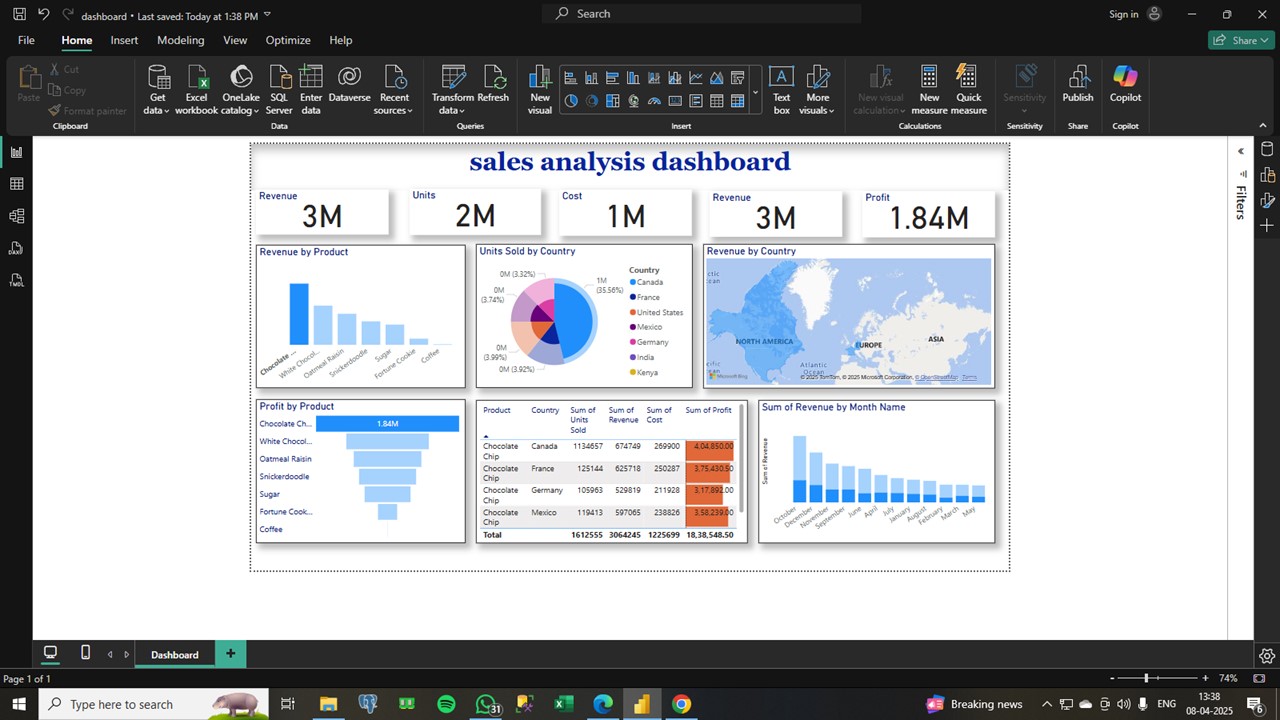 dashboard • Last saved: Today at 1:38 PM
Search
Sign in
File Home Insert Modeling View Optimize Help
Share
Paste
Cut
Copy
Format painter
Clipboard
Get data
Excel workbook
OneLake catalog
SQL Server
Enter data
Dataverse
Recent sources
Data
Transform data
Refresh
Queries
New visual
Text box
More visuals
Insert
New visual calculation
New measure
Quick measure
Calculations
Sensitivity
Sensitivity
Publish
Share
Copilot
Copilot
sales analysis dashboard
Revenue
3M
Units
2M
Cost
1M
Revenue
3M
Profit
1.84M
Revenue by Product
Chocolate ...
White Chocol...
Oatmeal Raisin
Snickerdoodle
Sugar
Fortune Cookie
Coffee
Units Sold by Country
0M (3.32%)
0M (3.74%)
0M (3.99%)
0M (3.92%)
1M (35.56%)
Country
Canada
France
United States
Mexico
Germany
India
Kenya
Revenue by Country
NORTH AMERICA
EUROPE
ASIA
Atlantic Ocean
Microsoft Bing
© 2025 TomTom, © 2025 Microsoft Corporation, © OpenStreetMap Terms
Profit by Product
Chocolate Ch...
1.84M
White Chocol...
Oatmeal Raisin
Snickerdoodle
Sugar
Fortune Cook...
Coffee
Product Country Sum of Units Sold Sum of Revenue Sum of Cost Sum of Profit
Chocolate Chip Canada 1134657 674749 269900 4,04,850.00
Chocolate Chip France 125144 625718 250287 3,75,430.50
Chocolate Chip Germany 105963 529819 211928 3,17,892.00
Chocolate Chip Mexico 119413 597065 238826 3,58,239.00
Total 1612555 3064245 1225699 18,38,548.50
Sum of Revenue by Month Name
Sum of Revenue
October
December
November
September
June
April
July
January
August
February
March
May
Filters
Dashboard
Page 1 of 1
74%
Type here to search
31
Breaking news
ENG
13:38
08-04-2025
6